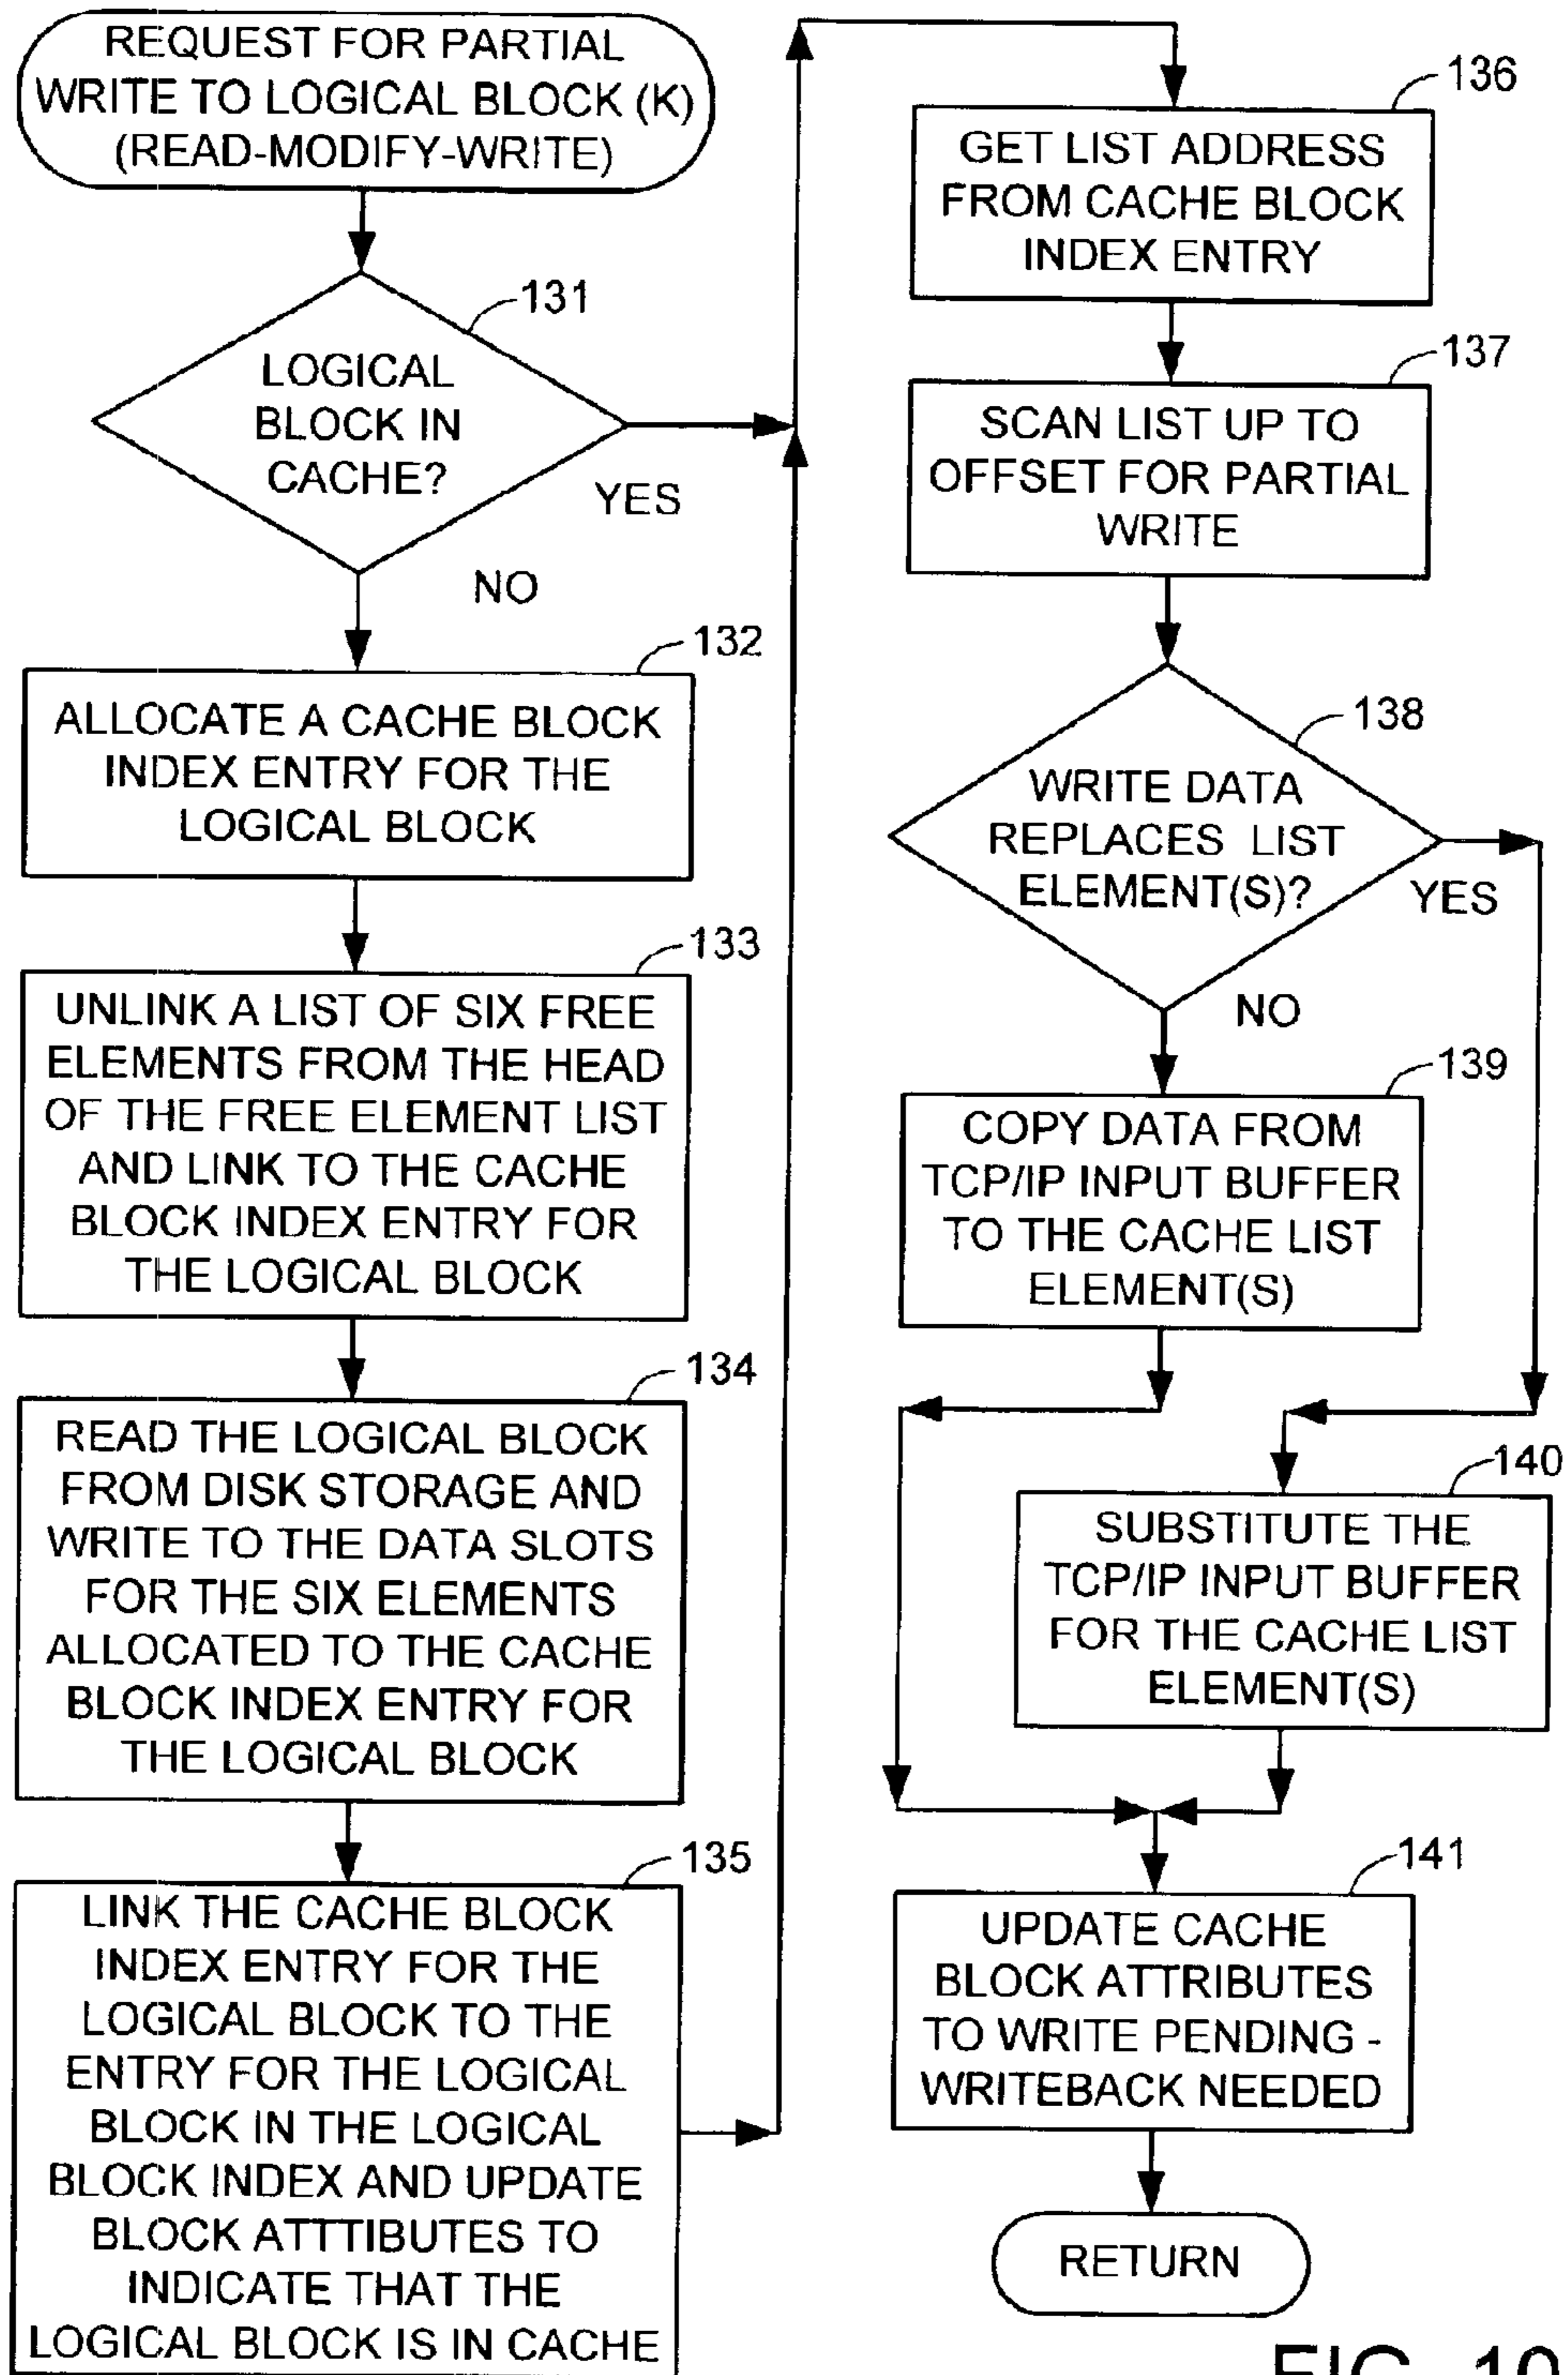 REQUEST FOR PARTIAL
WRITE TO LOGICAL BLOCK (K)
(READ-MODIFY-WRITE)
131
LOGICAL
BLOCK IN
CACHE?
YES
NO
132
ALLOCATE A CACHE BLOCK
INDEX ENTRY FOR THE
LOGICAL BLOCK
133
UNLINK A LIST OF SIX FREE
ELEMENTS FROM THE HEAD
OF THE FREE ELEMENT LIST
AND LINK TO THE CACHE
BLOCK INDEX ENTRY FOR
THE LOGICAL BLOCK
134
READ THE LOGICAL BLOCK
FROM DISK STORAGE AND
WRITE TO THE DATA SLOTS
FOR THE SIX ELEMENTS
ALLOCATED TO THE CACHE
BLOCK INDEX ENTRY FOR
THE LOGICAL BLOCK
135
LINK THE CACHE BLOCK
INDEX ENTRY FOR THE
LOGICAL BLOCK TO THE
ENTRY FOR THE LOGICAL
BLOCK IN THE LOGICAL
BLOCK INDEX AND UPDATE
BLOCK ATTTIBUTES TO
INDICATE THAT THE
LOGICAL BLOCK IS IN CACHE
136
GET LIST ADDRESS
FROM CACHE BLOCK
INDEX ENTRY
137
SCAN LIST UP TO
OFFSET FOR PARTIAL
WRITE
138
WRITE DATA
REPLACES LIST
ELEMENT(S)?
YES
NO
139
COPY DATA FROM
TCP/IP INPUT BUFFER
TO THE CACHE LIST
ELEMENT(S)
140
SUBSTITUTE THE
TCP/IP INPUT BUFFER
FOR THE CACHE LIST
ELEMENT(S)
141
UPDATE CACHE
BLOCK ATTRIBUTES
TO WRITE PENDING -
WRITEBACK NEEDED
RETURN
FIG. 10